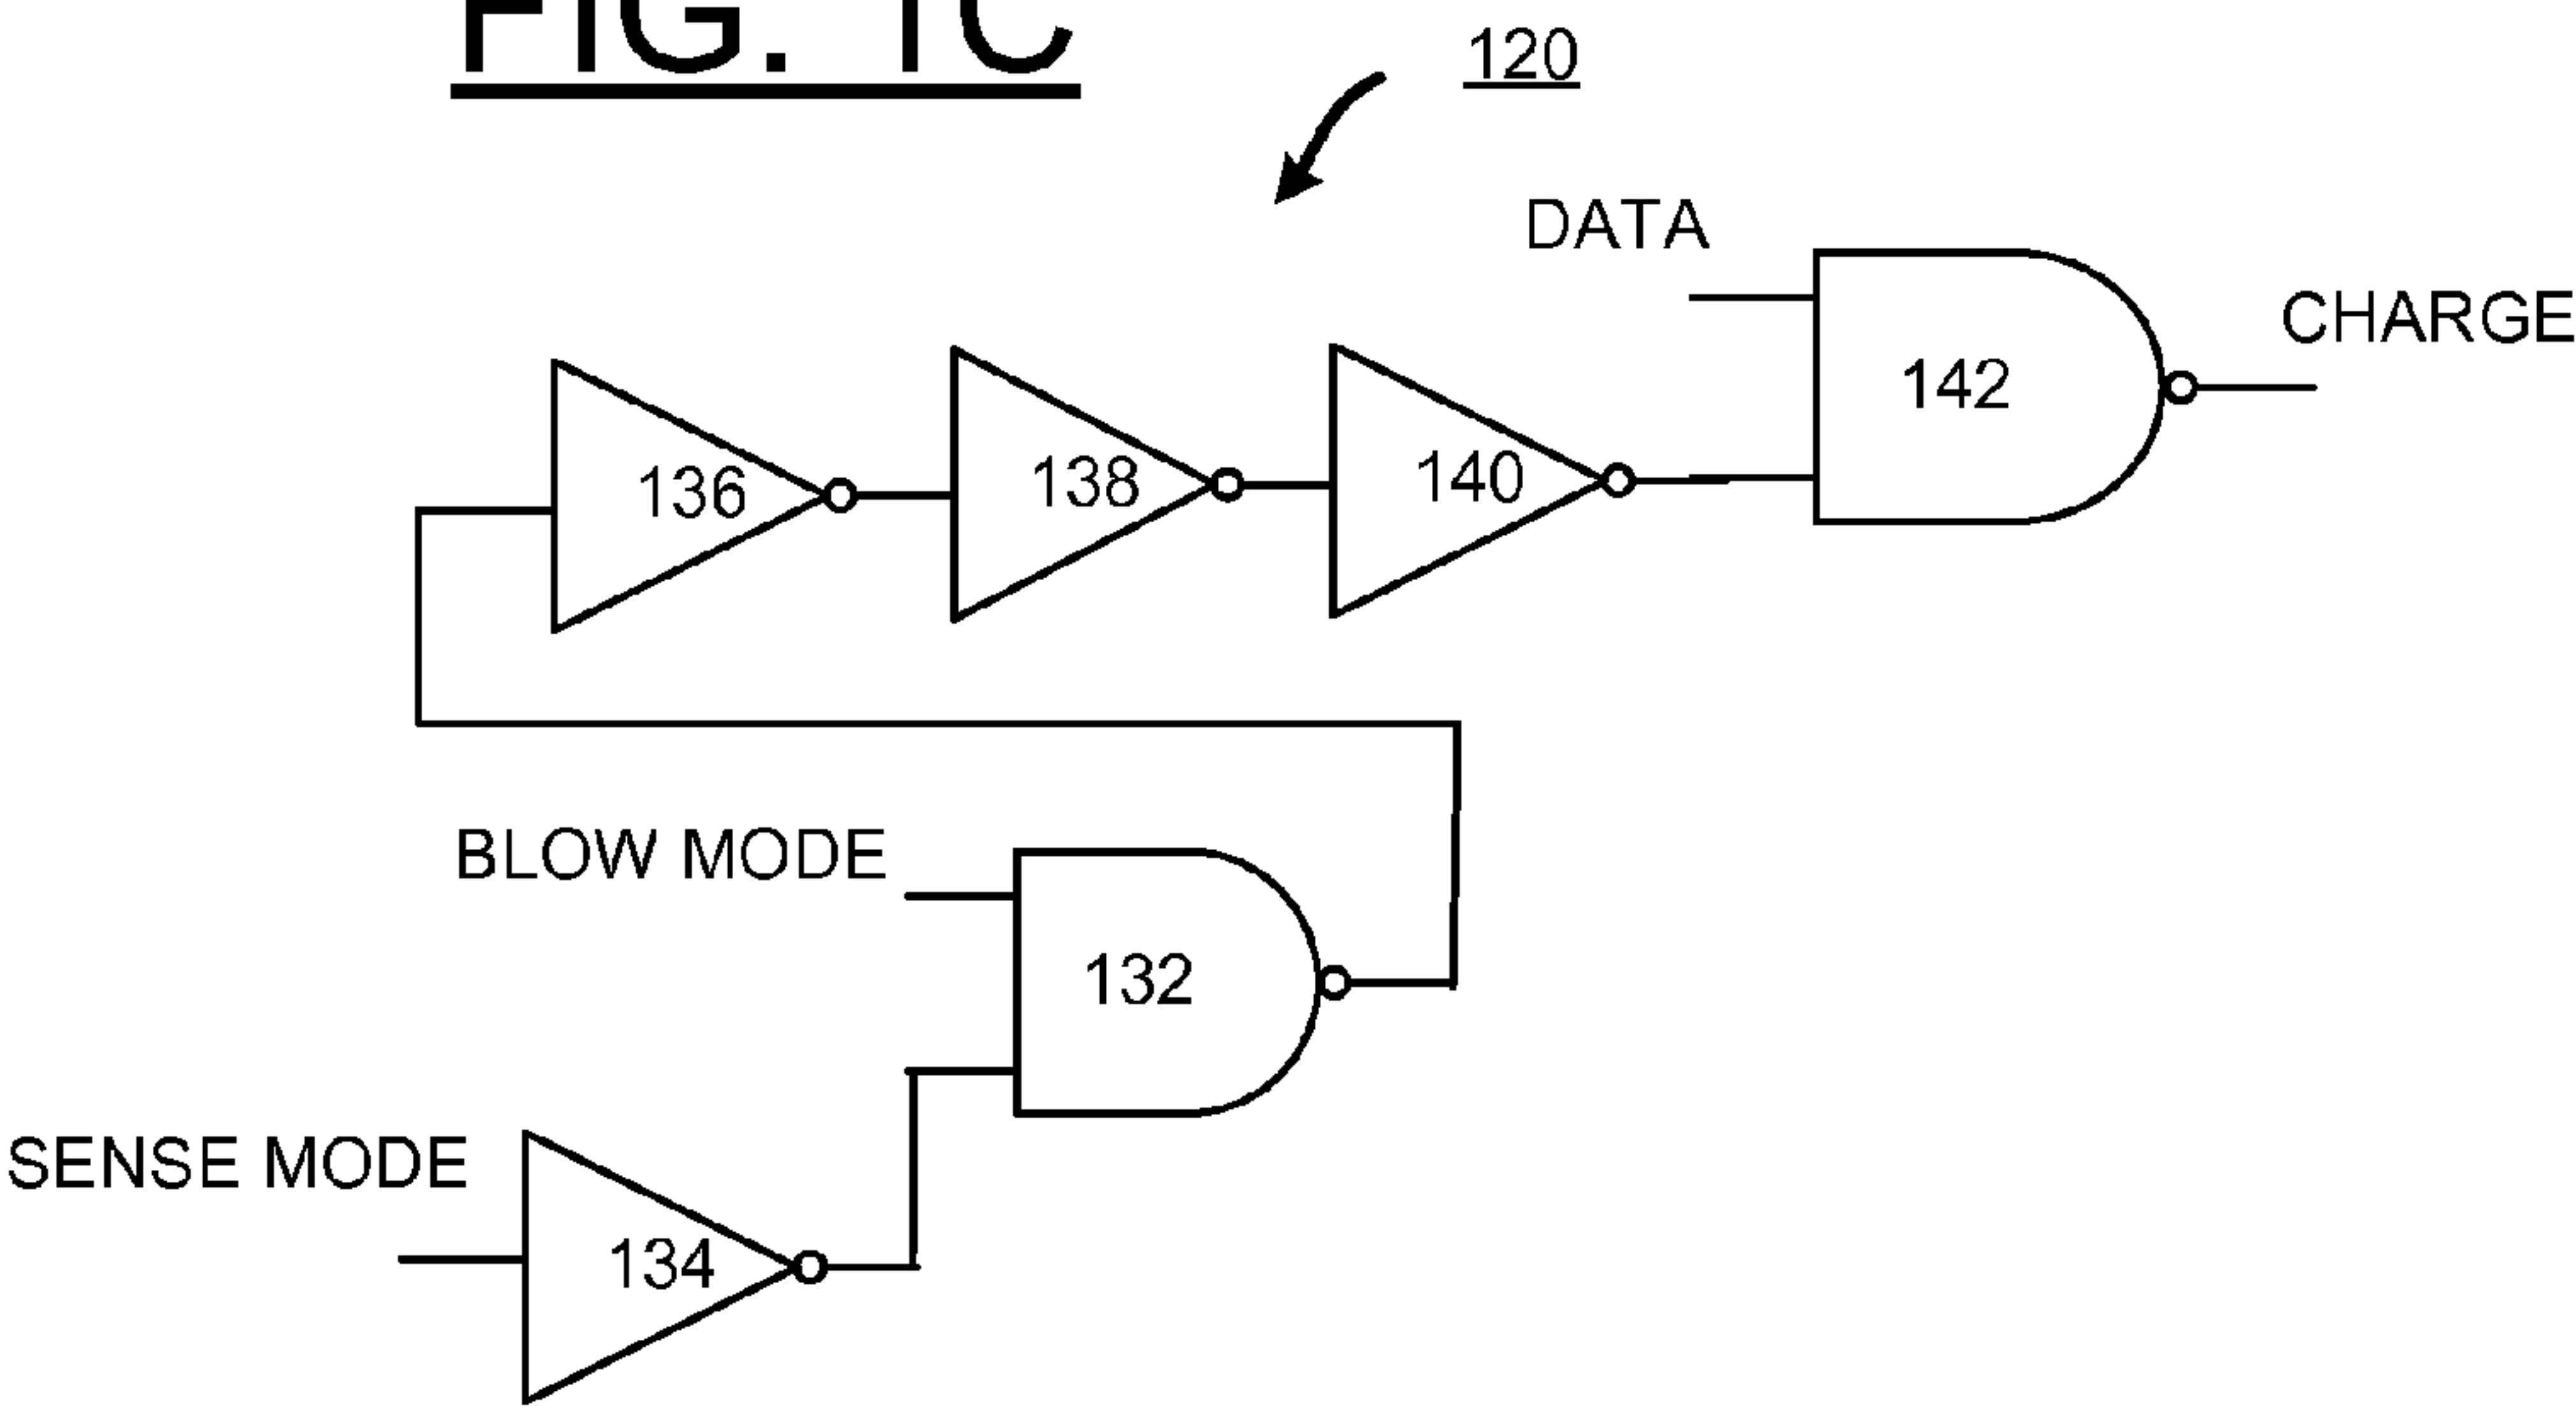 FIG. 1C
120
DATA
CHARGE
142
136
138
140
BLOW MODE
132
SENSE MODE
134